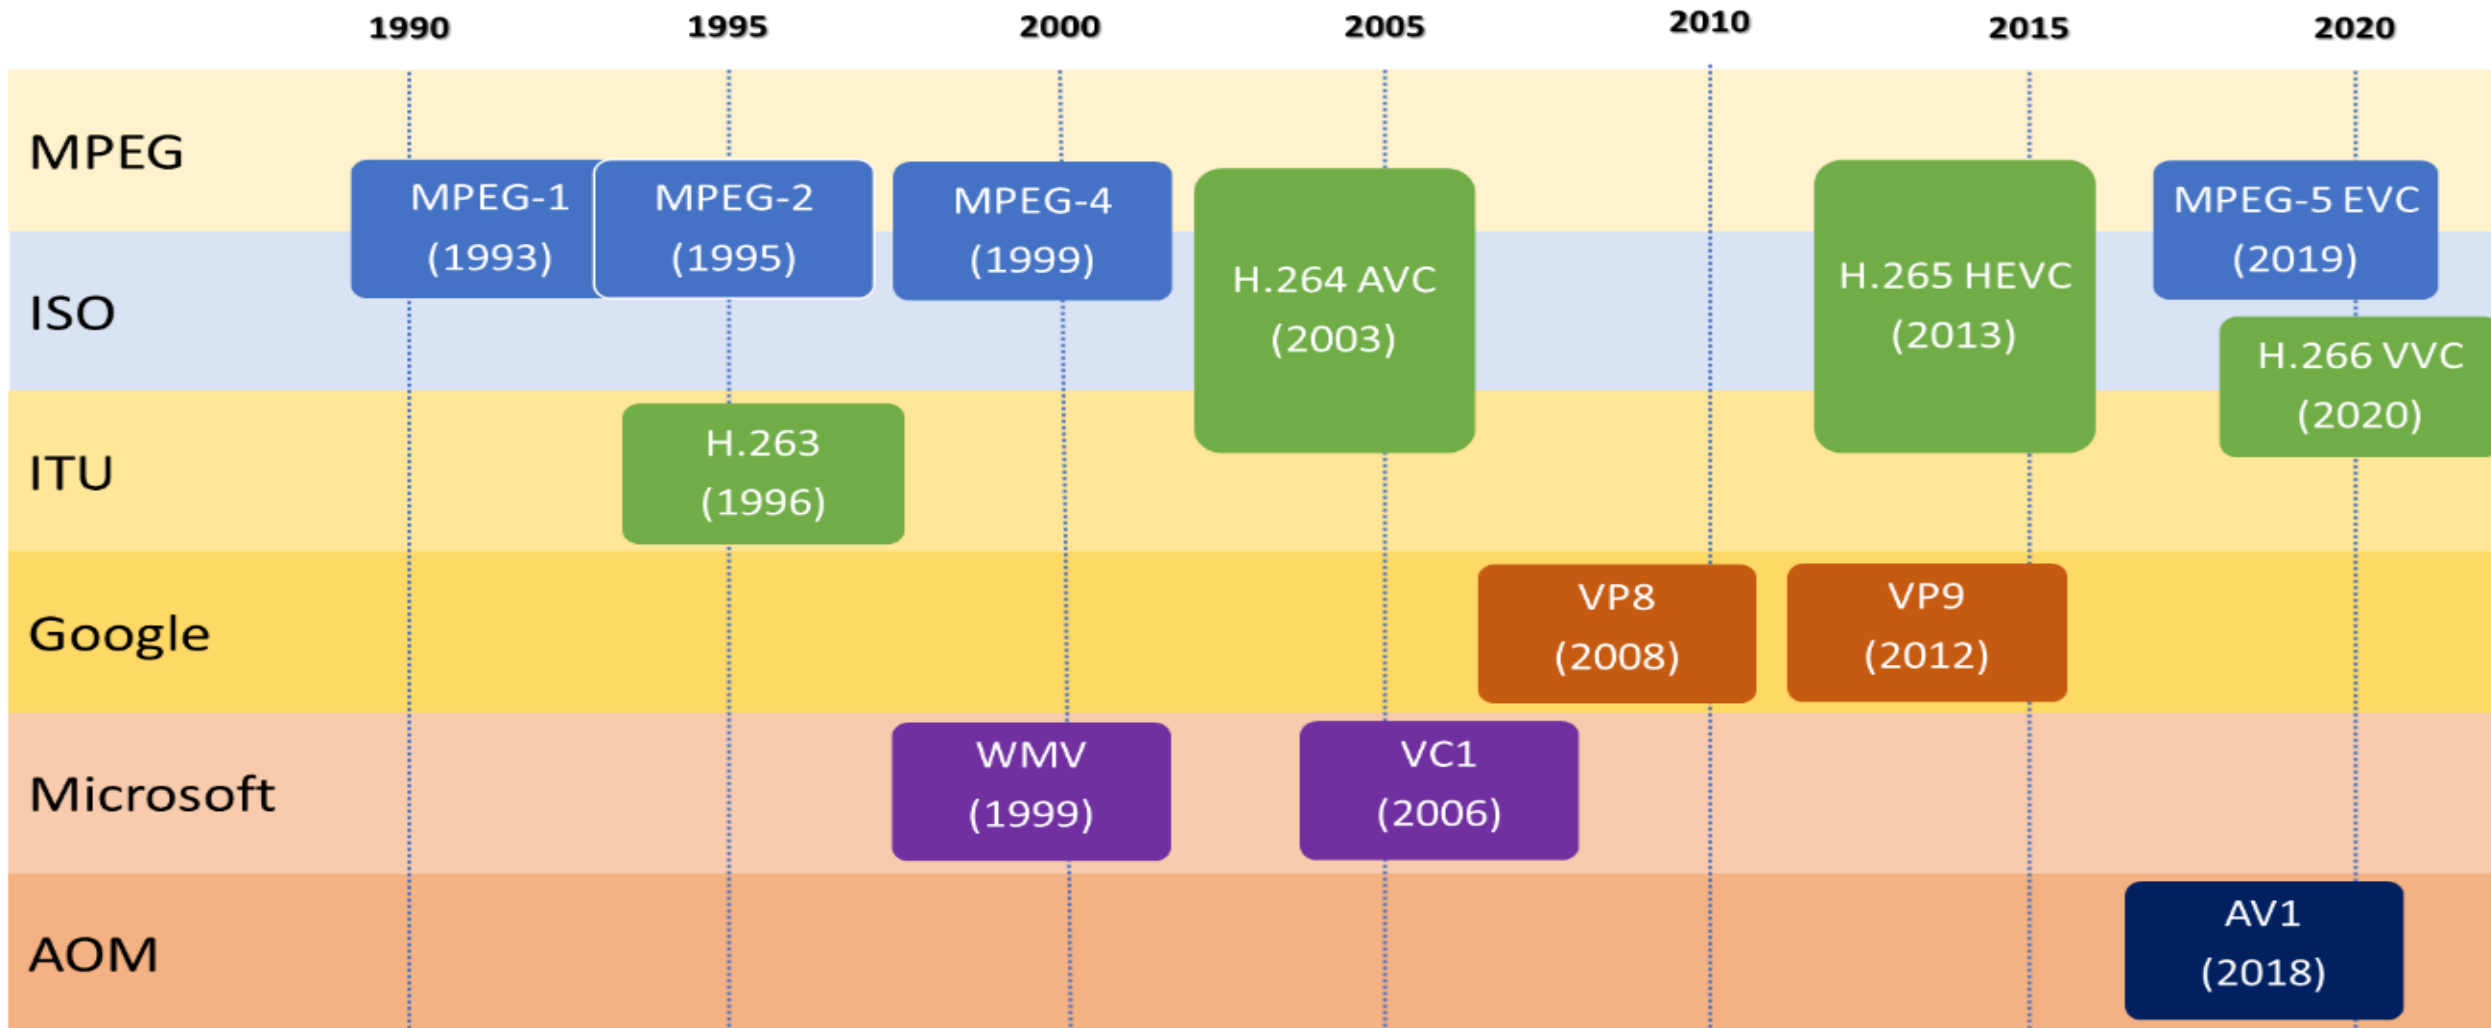 1990
1995
2000
2005
2010
2015
2020
MPEG
MPEG-1
(1993)
MPEG-2
(1995)
MPEG-4
(1999)
H.264 AVC
(2003)
H.265 HEVC
(2013)
MPEG-5 EVC
(2019)
ISO
H.266 VVC
(2020)
ITU
H.263
(1996)
Google
VP8
(2008)
VP9
(2012)
Microsoft
WMV
(1999)
VC1
(2006)
AOM
AV1
(2018)